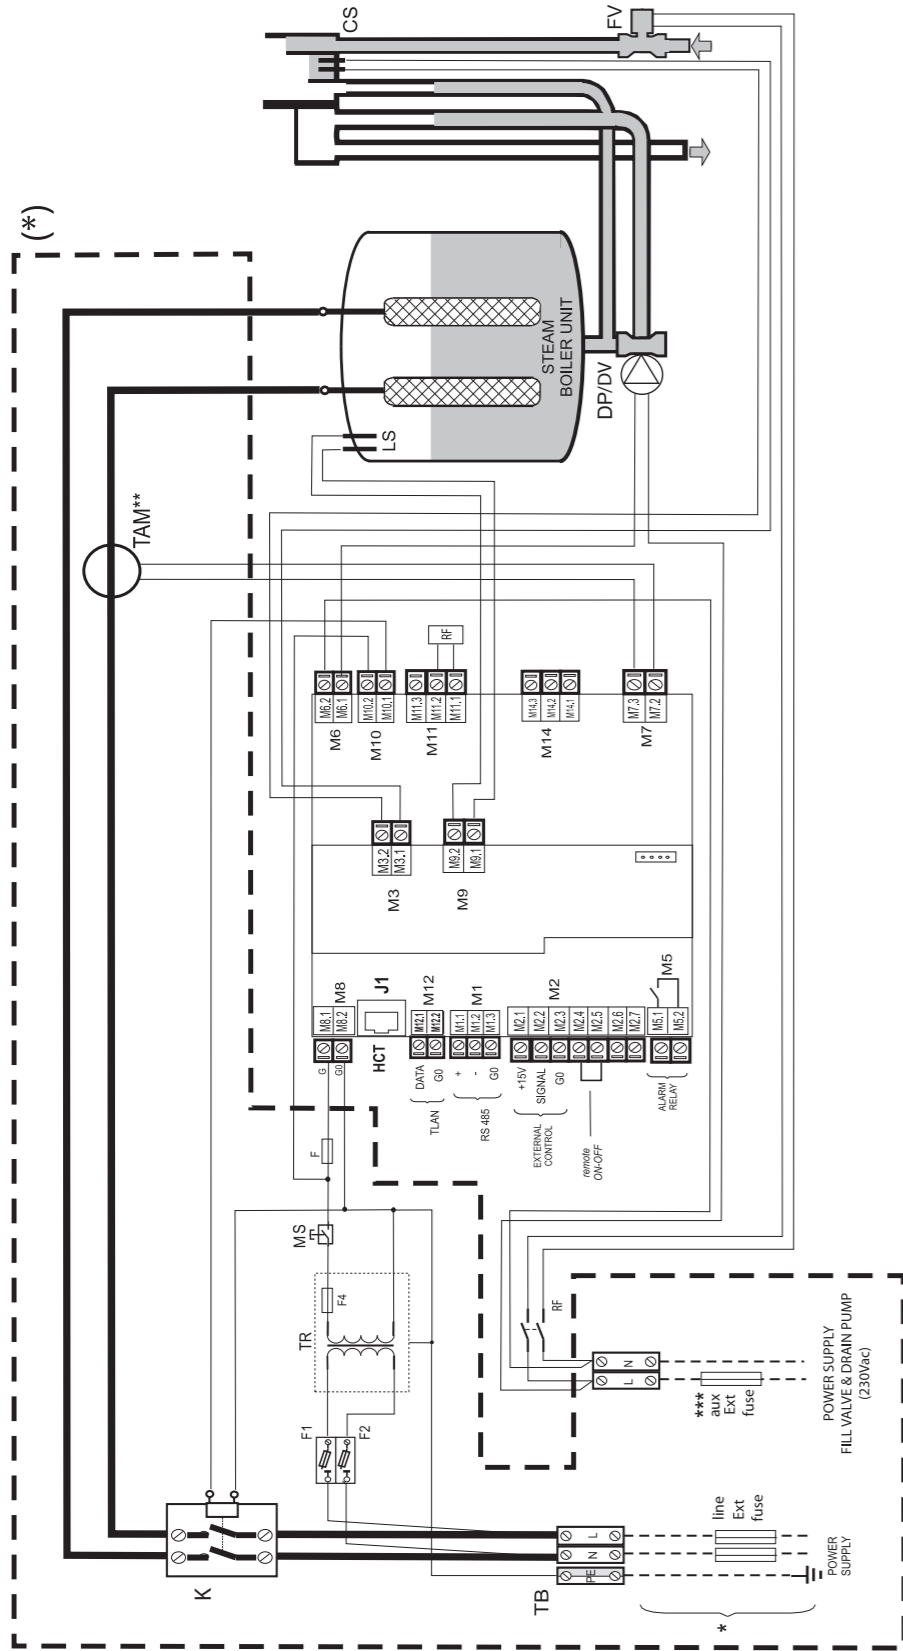 (*)
TAM**
CS
FV
STEAM
BOILER UNIT
LS
DP/DV
M6.2
M6.1
M6
M10.2
M10.1
M10
M11.3
M11.2
M11.1
M11
RF
M14.3
M14.2
M14.1
M14
M7.3
M7.2
M7
M3.2
M3.1
M3
M9.2
M9.1
M9
M8.1
M8.2
M8
G
G0
J1
HCT
M12.1
M12.2
M12
DATA
G0
TLAN
M1.1
M1.2
M1.3
M1
+
-
G0
RS 485
M2.1
M2.2
M2.3
M2.4
M2.5
M2.6
M2.7
M2
+15V
SIGNAL
G0
EXTERNAL
CONTROL
remote
ON-OFF
M5.1
M5.2
M5
ALARM
RELAY
F
MS
F4
TR
F1
F2
K
RF
L
N
***
aux
Ext
fuse
POWER SUPPLY
FILL VALVE & DRAIN PUMP
(230Vac)
TB
L
N
PE
line
Ext
fuse
POWER
SUPPLY
*